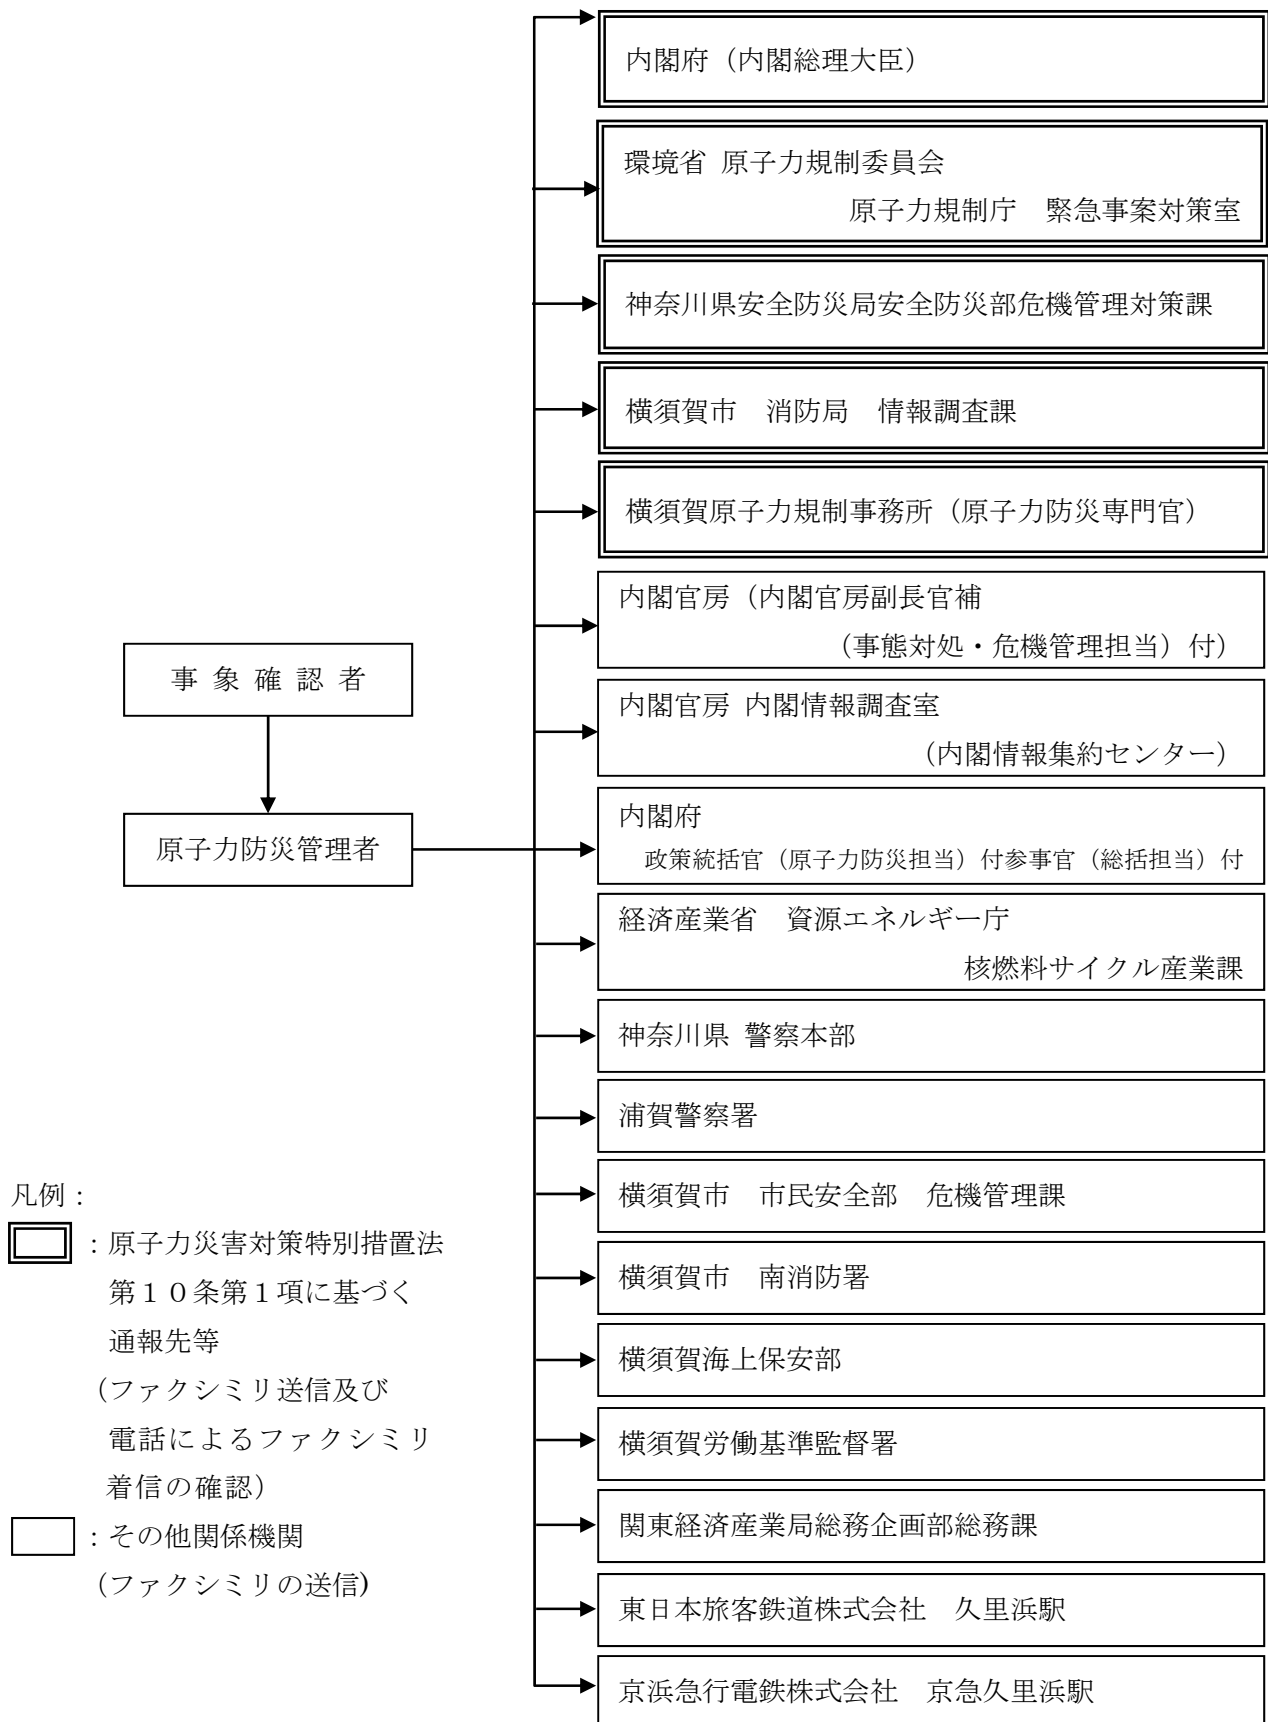 内閣府（内閣総理大臣）
環境省 原子力規制委員会
原子力規制庁　緊急事案対策室
神奈川県安全防災局安全防災部危機管理対策課
横須賀市　消防局　情報調査課
横須賀原子力規制事務所（原子力防災専門官）
内閣官房（内閣官房副長官補
（事態対処・危機管理担当）付）
内閣官房 内閣情報調査室
（内閣情報集約センター）
内閣府
政策統括官（原子力防災担当）付参事官（総括担当）付
経済産業省　資源エネルギー庁
核燃料サイクル産業課
神奈川県 警察本部
浦賀警察署
横須賀市　市民安全部　危機管理課
横須賀市　南消防署
横須賀海上保安部
横須賀労働基準監督署
関東経済産業局総務企画部総務課
東日本旅客鉄道株式会社　久里浜駅
京浜急行電鉄株式会社　京急久里浜駅
事 象 確 認 者
原子力防災管理者
凡例：
：原子力災害対策特別措置法
第１０条第１項に基づく
通報先等
（ファクシミリ送信及び
電話によるファクシミリ
着信の確認）
：その他関係機関
（ファクシミリの送信)